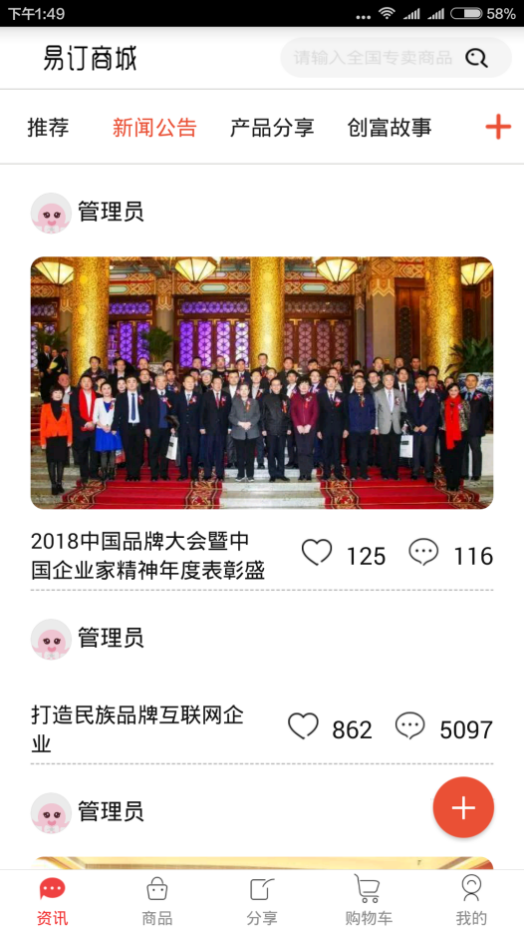 下午1:49
58%
易订商城
请输入全国专卖商品
推荐 新闻公告 产品分享 创富故事
管理员
2018中国品牌大会暨中
国企业家精神年度表彰盛
125 116
管理员
打造民族品牌互联网企
业
862 5097
管理员
资讯 商品 分享 购物车 我的